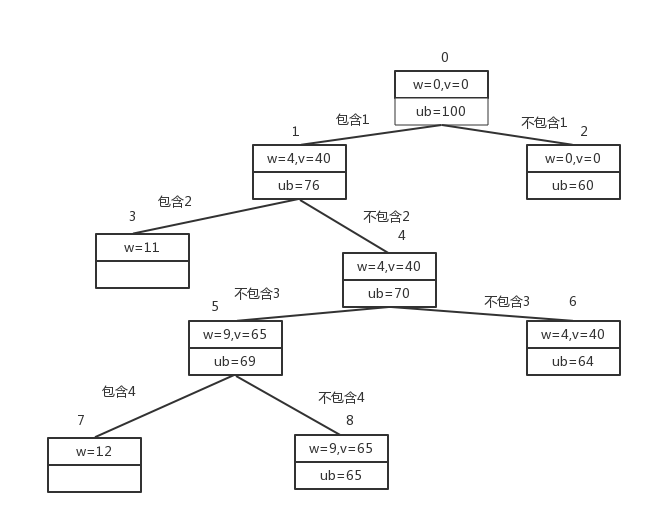 0
w=0,v=0
ub=100
包含1
不包含1
1
2
w=4,v=40
ub=76
w=0,v=0
ub=60
包含2
不包含2
3
4
w=11
w=4,v=40
ub=70
不包含3
不包含3
5
6
w=9,v=65
ub=69
w=4,v=40
ub=64
包含4
不包含4
7
8
w=12
w=9,v=65
ub=65